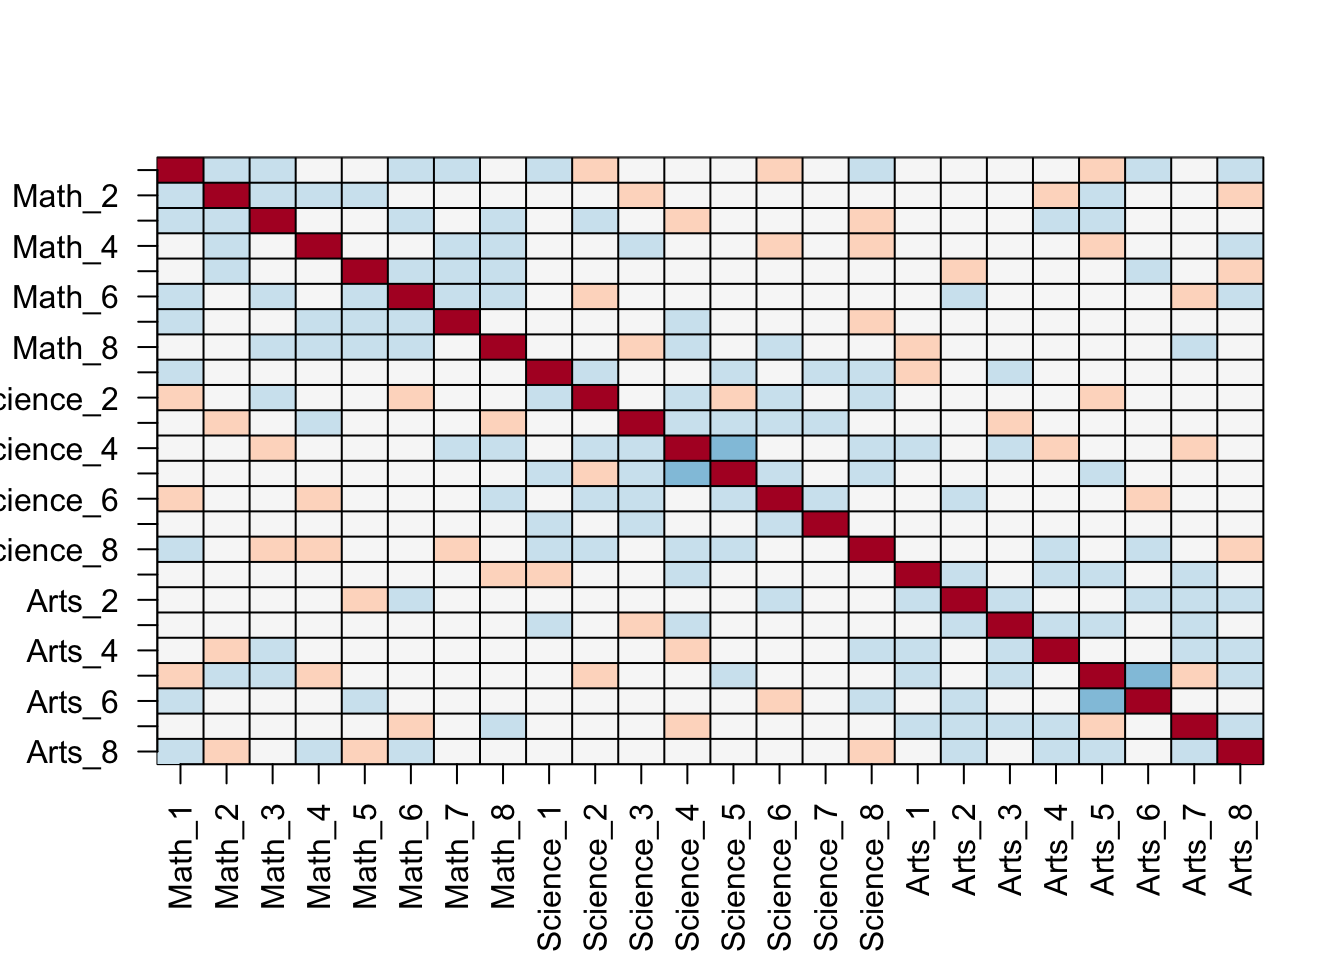 Math_2
Math_4
Math_6
Math_8
cience_2
cience_4
cience_6
cience_8
Arts_2
Arts_4
Arts_6
Arts_8
Math_1
Math_2
Math_3
Math_4
Math_5
Math_6
Math_7
Math_8
Science_1
Science_2
Science_3
Science_4
Science_5
Science_6
Science_7
Science_8
Arts_1
Arts_2
Arts_3
Arts_4
Arts_5
Arts_6
Arts_7
Arts_8